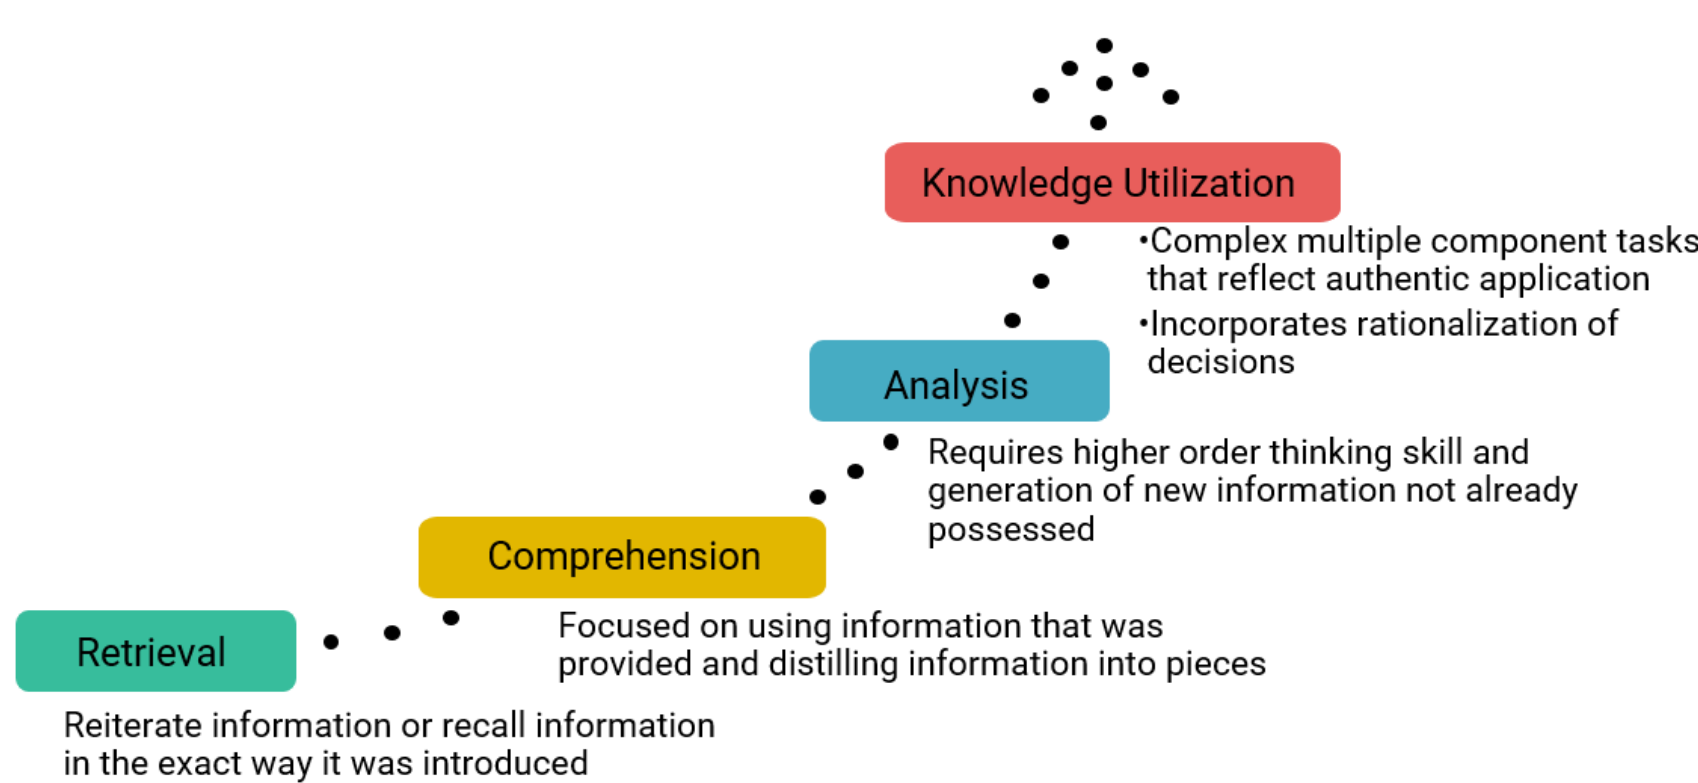 Knowledge Utilization
•Complex multiple component tasks
that reflect authentic application
•Incorporates rationalization of
decisions
Analysis
Requires higher order thinking skill and
generation of new information not already
possessed
Comprehension
Focused on using information that was
provided and distilling information into pieces
Retrieval
Reiterate information or recall information
in the exact way it was introduced